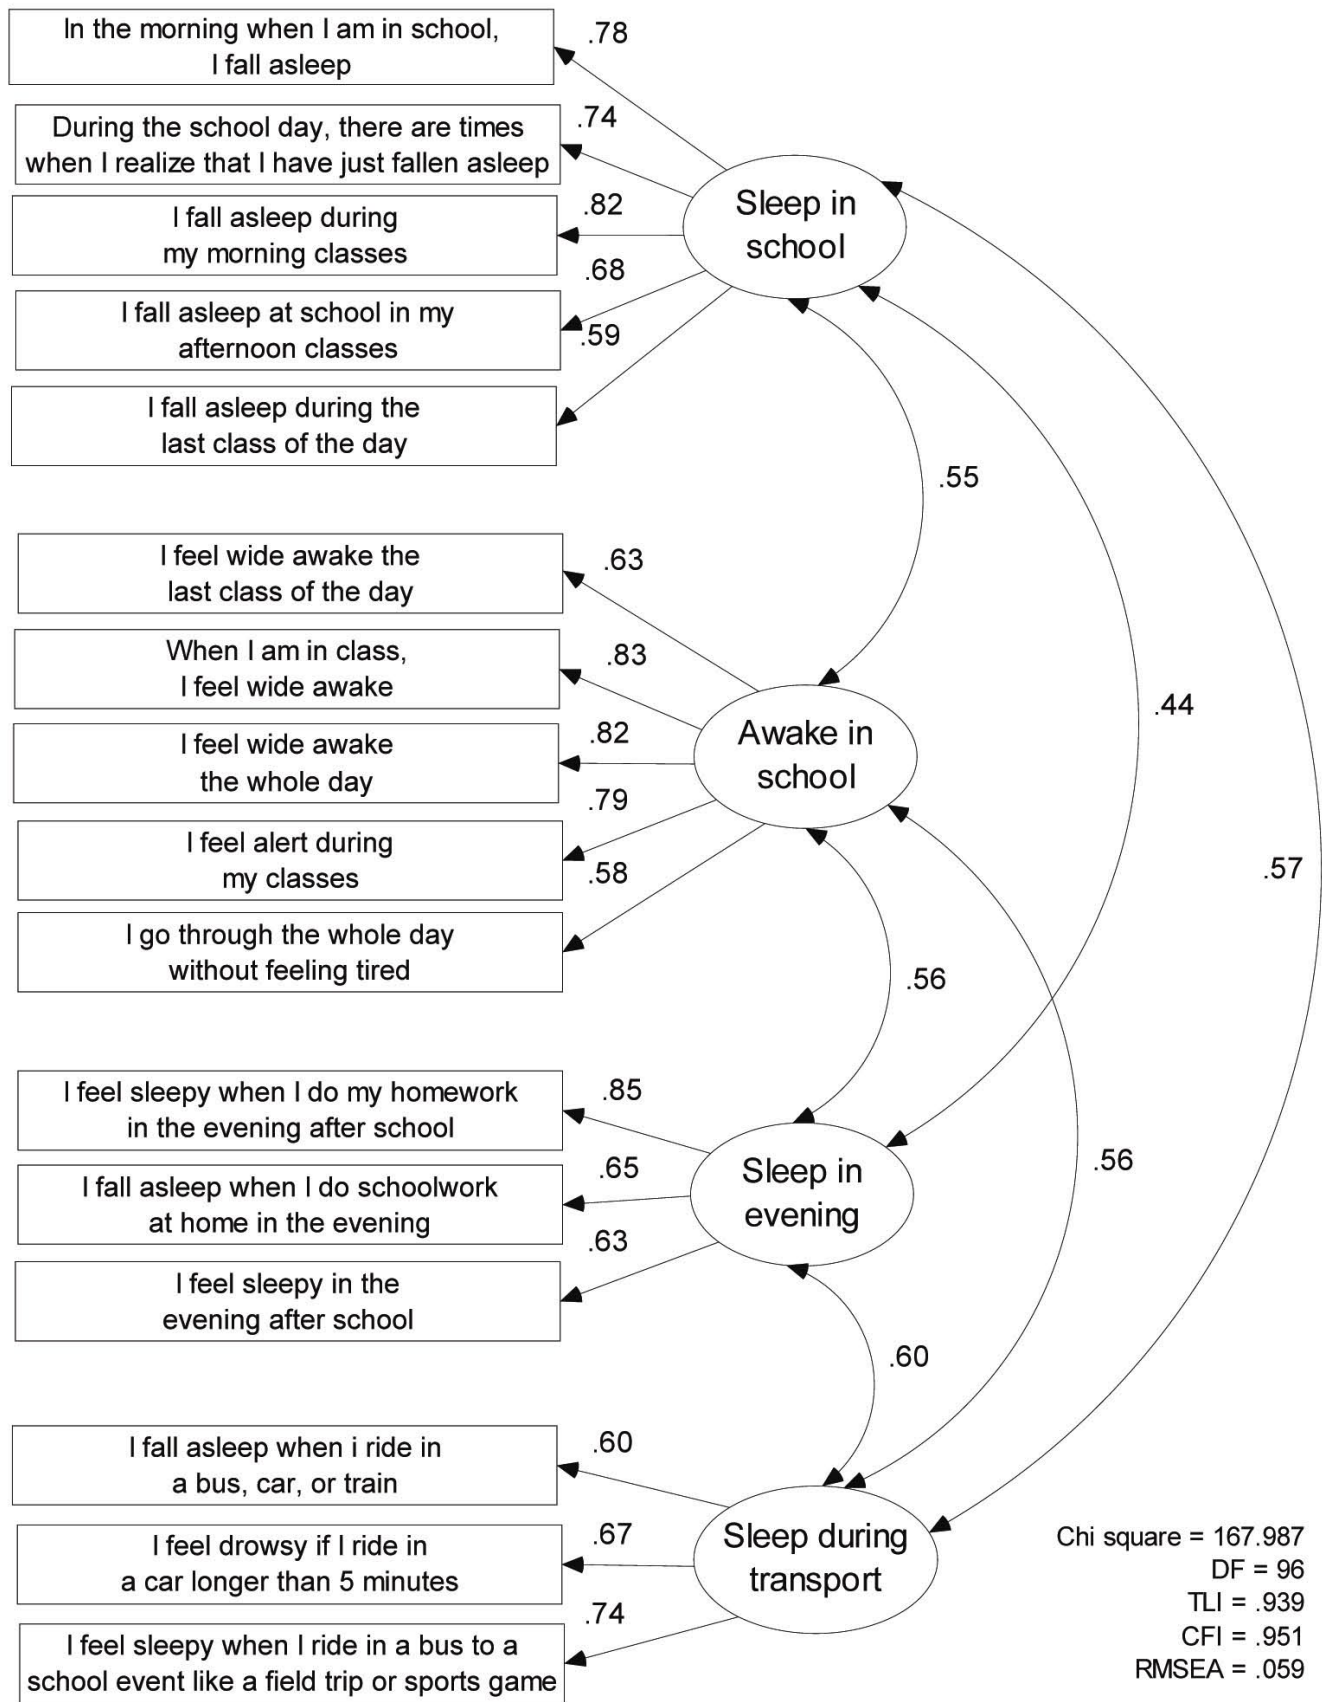 In the morning when I am in school,
I fall asleep
.78
During the school day, there are times
when I realize that I have just fallen asleep
.74
I fall asleep during
my morning classes
.82
I fall asleep at school in my
afternoon classes
.68
I fall asleep during the
last class of the day
.59
Sleep in
school
.55
.44
.57
I feel wide awake the
last class of the day
.63
When I am in class,
I feel wide awake
.83
I feel wide awake
the whole day
.82
I feel alert during
my classes
.79
I go through the whole day
without feeling tired
.58
Awake in
school
.56
.56
I feel sleepy when I do my homework
in the evening after school
.85
I fall asleep when I do schoolwork
at home in the evening
.65
I feel sleepy in the
evening after school
.63
Sleep in
evening
.60
I fall asleep when i ride in
a bus, car, or train
.60
I feel drowsy if I ride in
a car longer than 5 minutes
.67
I feel sleepy when I ride in a bus to a
school event like a field trip or sports game
.74
Sleep during
transport
Chi square = 167.987
DF = 96
TLI = .939
CFI = .951
RMSEA = .059